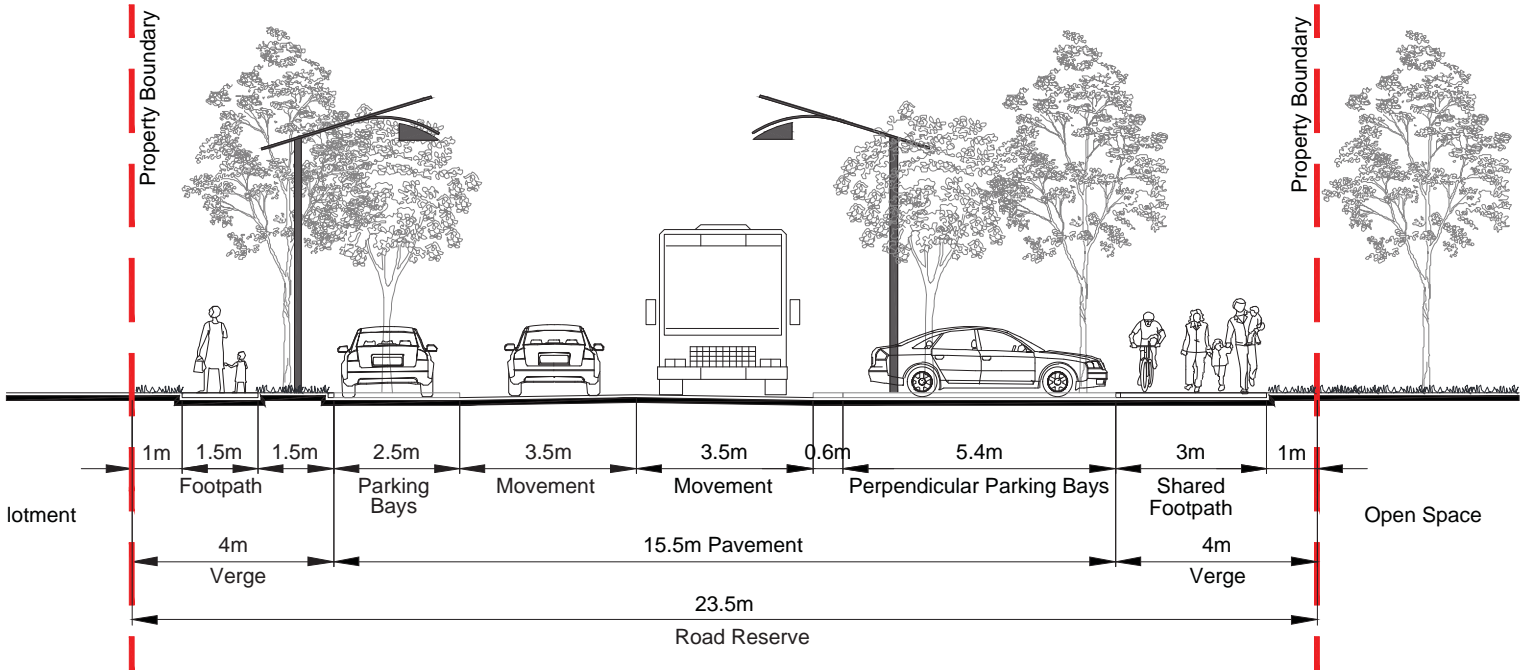 Property Boundary
Property Boundary
1m
1.5m
1.5m
2.5m
3.5m
3.5m
0.6m
5.4m
3m
1m
Footpath
Parking
Bays
Movement
Movement
Perpendicular Parking Bays
Shared
Footpath
lotment
Open Space
4m
Verge
15.5m Pavement
4m
Verge
23.5m
Road Reserve